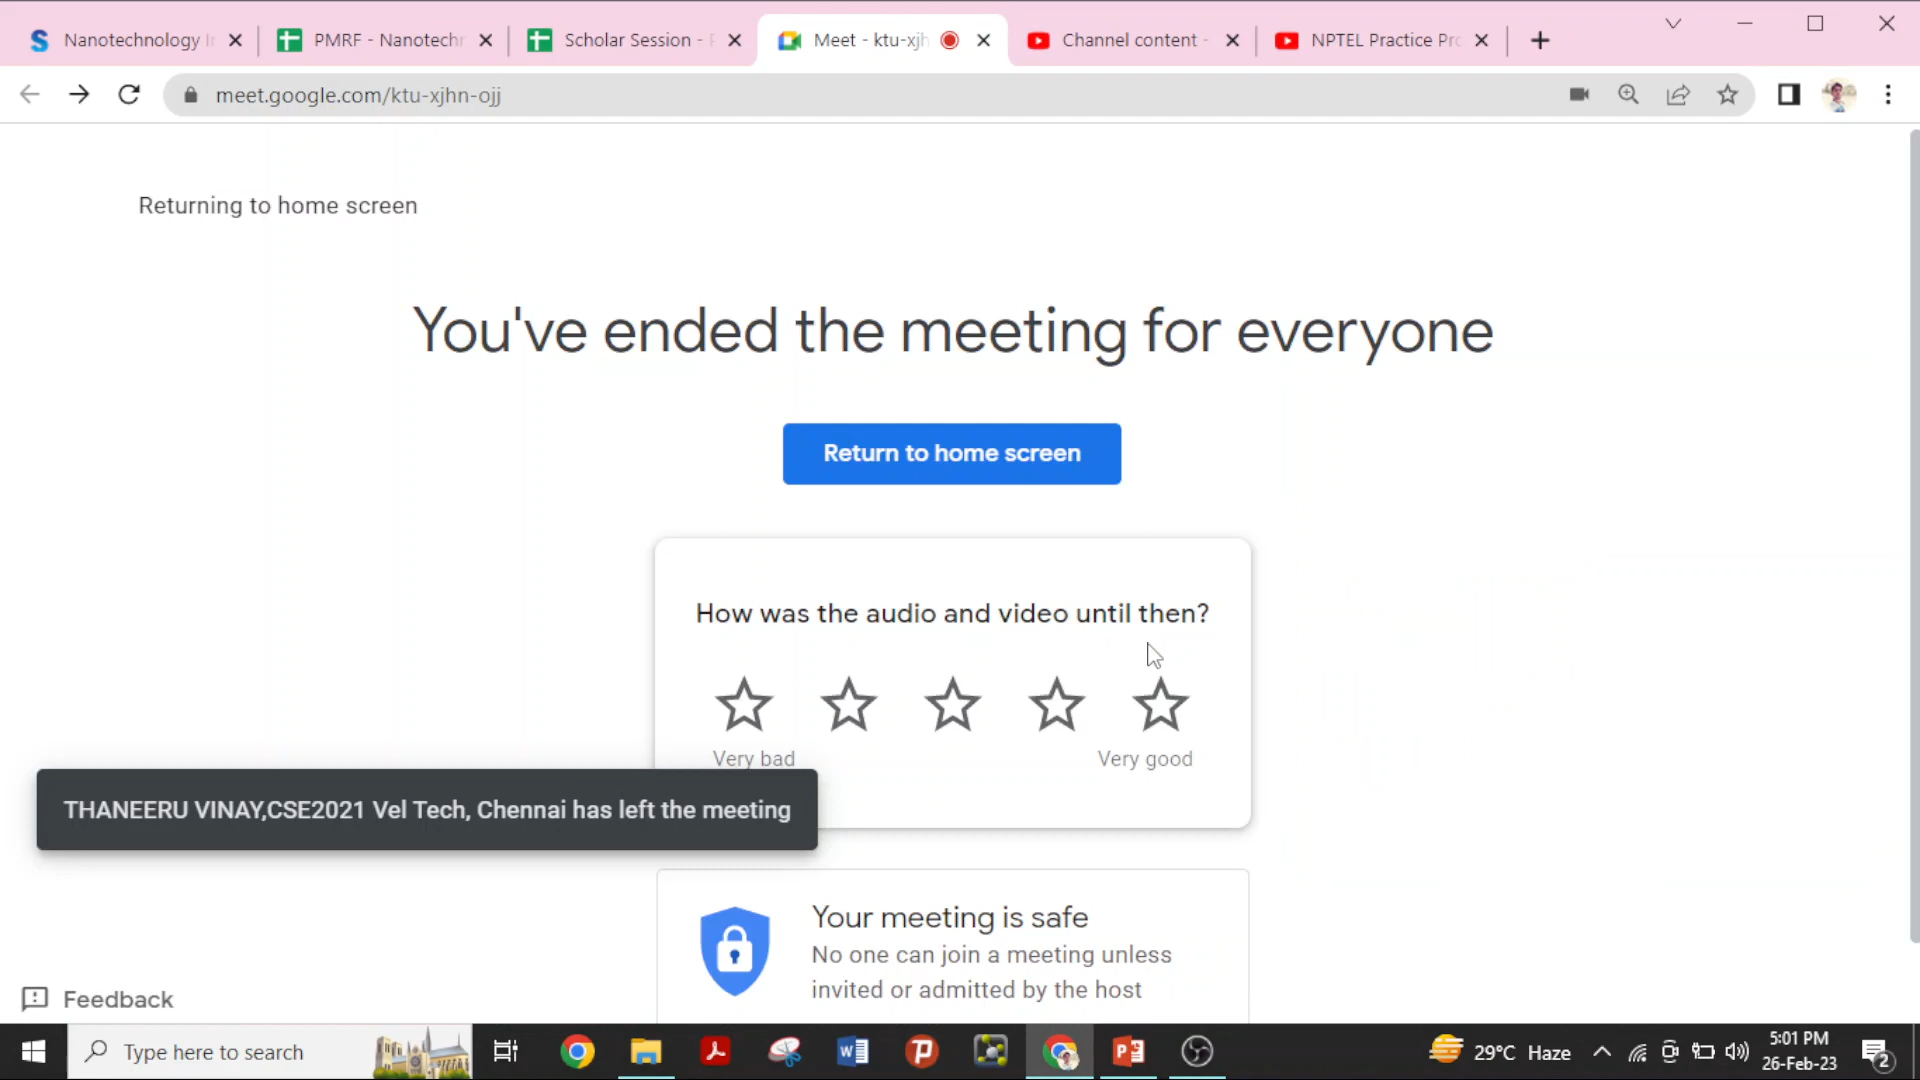 Nanotechnology I
PMRF - Nanotechn
Scholar Session -
Meet - ktu-xjh
Channel content -
NPTEL Practice Pro
meet.google.com/ktu-xjhn-ojj
Returning to home screen
You've ended the meeting for everyone
Return to home screen
How was the audio and video until then?
Very bad
Very good
THANEERU VINAY,CSE2021 Vel Tech, Chennai has left the meeting
Your meeting is safe
No one can join a meeting unless
invited or admitted by the host
Feedback
Type here to search
29°C Haze
5:01 PM
26-Feb-23
2